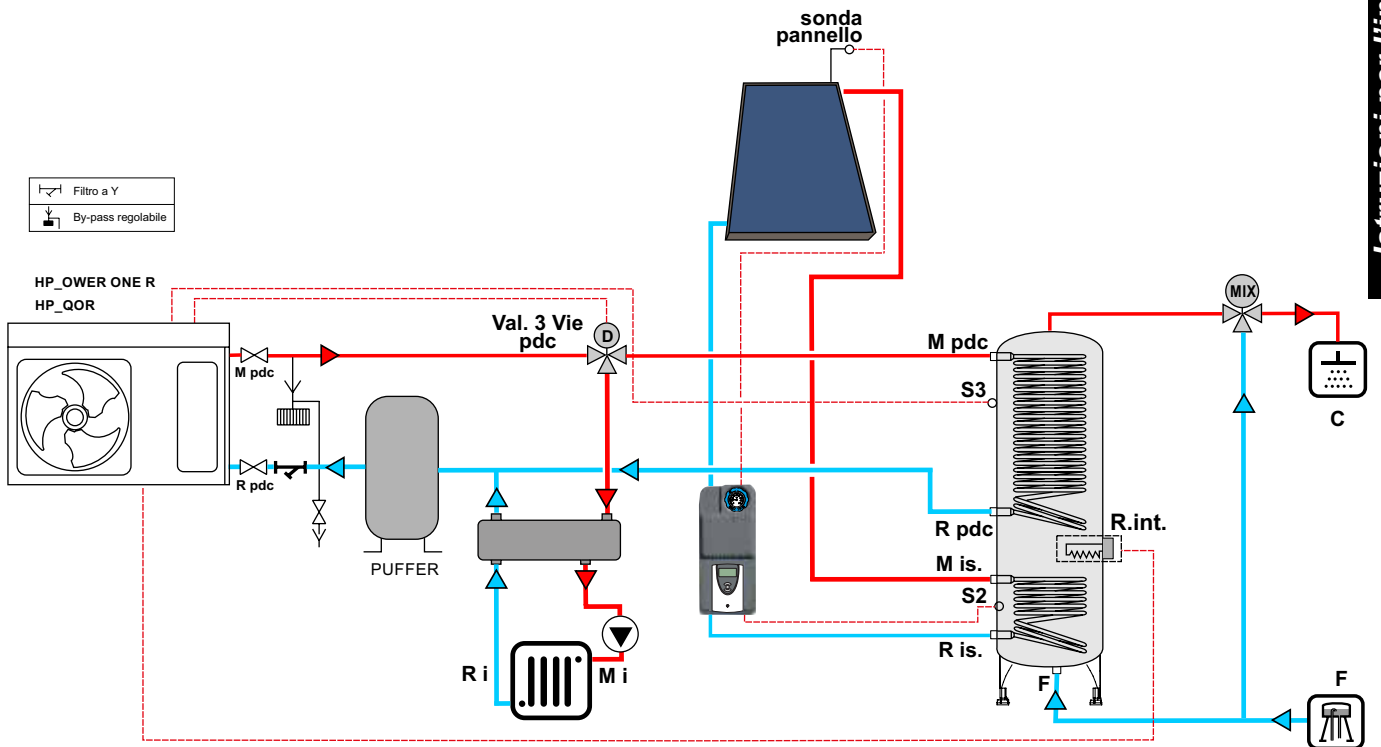 sonda
pannello
Filtro a Y
By-pass regolabile
HP_OWER ONE R
HP_QOR
Val. 3 Vie
pdc
D
MIX
M pdc
M pdc
S3
C
R pdc
R pdc
R.int.
PUFFER
M is.
S2
R is.
R i
M i
F
F